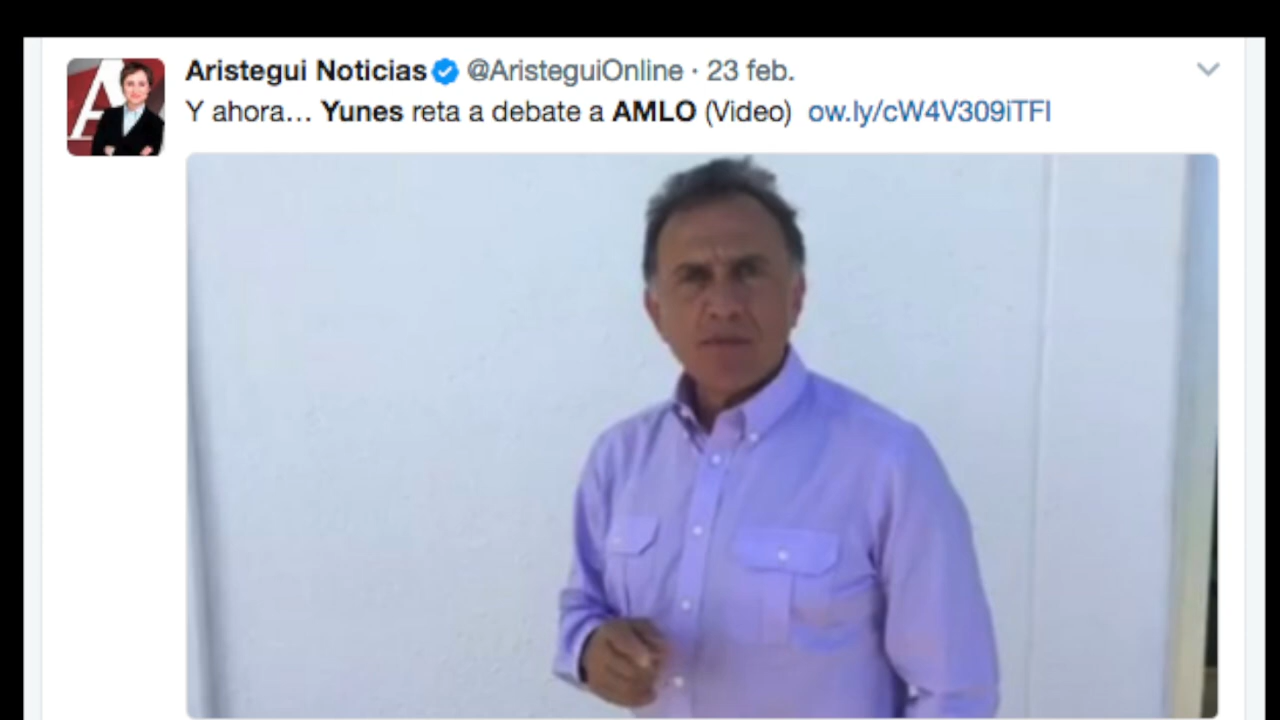 Aristegui Noticias @AristeguiOnline · 23 feb.
Y ahora... Yunes reta a debate a AMLO (Video) ow.ly/cW4V309iTFI